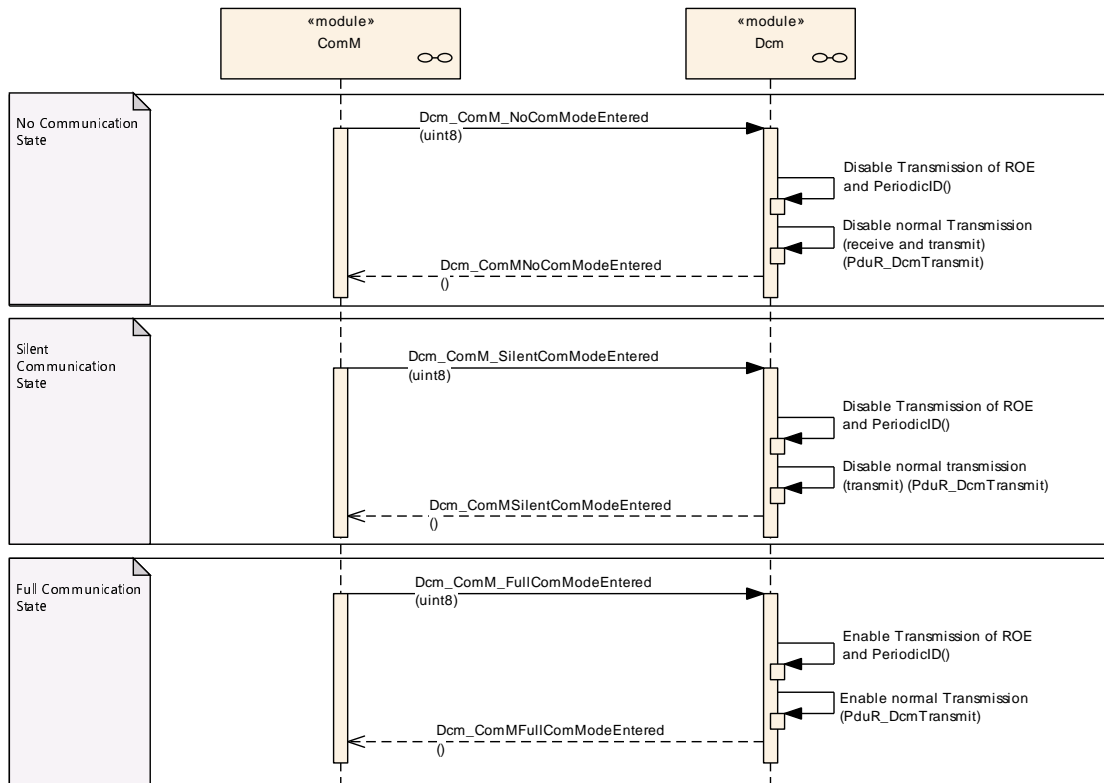 «module»
ComM
«module»
Dcm
No Communication
State
Dcm_ComM_NoComModeEntered
(uint8)
Disable Transmission of ROE
and PeriodicID()
Disable normal Transmission
(receive and transmit)
(PduR_DcmTransmit)
Dcm_ComMNoComModeEntered
()
Silent
Communication
State
Dcm_ComM_SilentComModeEntered
(uint8)
Disable Transmission of ROE
and PeriodicID()
Disable normal transmission
(transmit) (PduR_DcmTransmit)
Dcm_ComMSilentComModeEntered
()
Full Communication
State
Dcm_ComM_FullComModeEntered
(uint8)
Enable Transmission of ROE
and PeriodicID()
Enable normal Transmission
(PduR_DcmTransmit)
Dcm_ComMFullComModeEntered
()